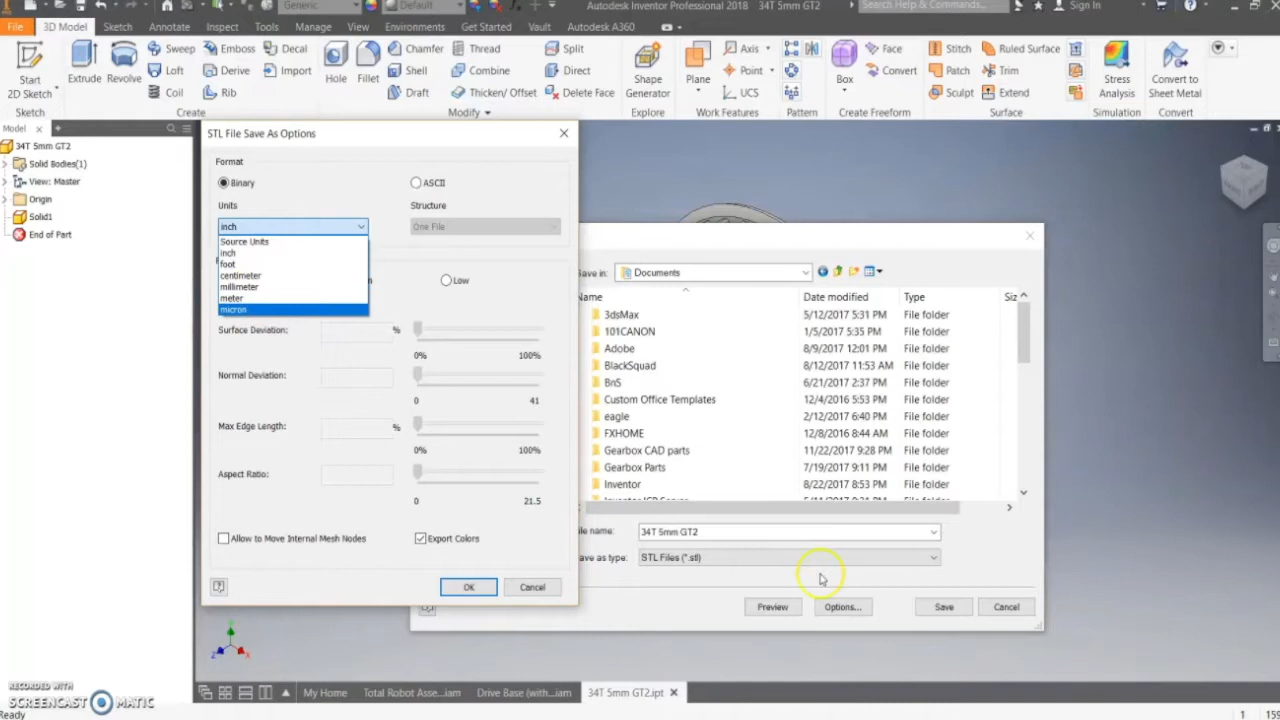 Generic
Default
Autodesk Inventor Professional 2018   34T 5mm GT2
Search Help & Commands...
Sign In
File 3D Model Sketch Annotate Inspect Tools Manage View Environments Get Started Vault Autodesk A360
Start 2D Sketch
Extrude
Revolve
Sweep
Loft
Coil
Emboss
Derive
Rib
Decal
Import
Hole
Fillet
Chamfer
Shell
Draft
Thread
Combine
Thicken/ Offset
Split
Direct
Delete Face
Shape Generator
Plane
Axis
Point
UCS
Box
Face
Convert
Stitch
Patch
Sculpt
Ruled Surface
Trim
Extend
Stress Analysis
Convert to Sheet Metal
Sketch Create Modify Explore Work Features Pattern Create Freeform Surface Simulation Convert
Model
34T 5mm GT2
Solid Bodies(1)
View: Master
Origin
Solid1
End of Part
STL File Save As Options
Format
Binary
ASCII
Units
Structure
inch
One File
Source Units
inch
foot
centimeter
millimeter
meter
micron
Low
Surface Deviation:
%
0% 100%
Normal Deviation:
0 41
Max Edge Length:
%
0% 100%
Aspect Ratio:
0 21.5
Allow to Move Internal Mesh Nodes
Export Colors
OK
Cancel
ave in:
Documents
Name Date modified Type Siz
3dsMax 5/12/2017 5:31 PM File folder
101CANON 1/5/2017 5:35 PM File folder
Adobe 8/9/2017 12:01 PM File folder
BlackSquad 8/12/2017 11:53 AM File folder
BnS 6/21/2017 2:37 PM File folder
Custom Office Templates 12/4/2016 5:53 PM File folder
eagle 2/12/2017 6:40 PM File folder
FXHOME 12/8/2016 8:44 AM File folder
Gearbox CAD parts 11/22/2017 9:28 PM File folder
Gearbox Parts 7/19/2017 9:11 PM File folder
Inventor 8/22/2017 8:53 PM File folder
ile name:
34T 5mm GT2
ave as type:
STL Files (*.stl)
Preview
Options...
Save
Cancel
My Home
Total Robot Asse...iam
Drive Base (with...iam
34T 5mm GT2.ipt
RECORDED WITH
SCREENCAST MATIC
Ready
1
159